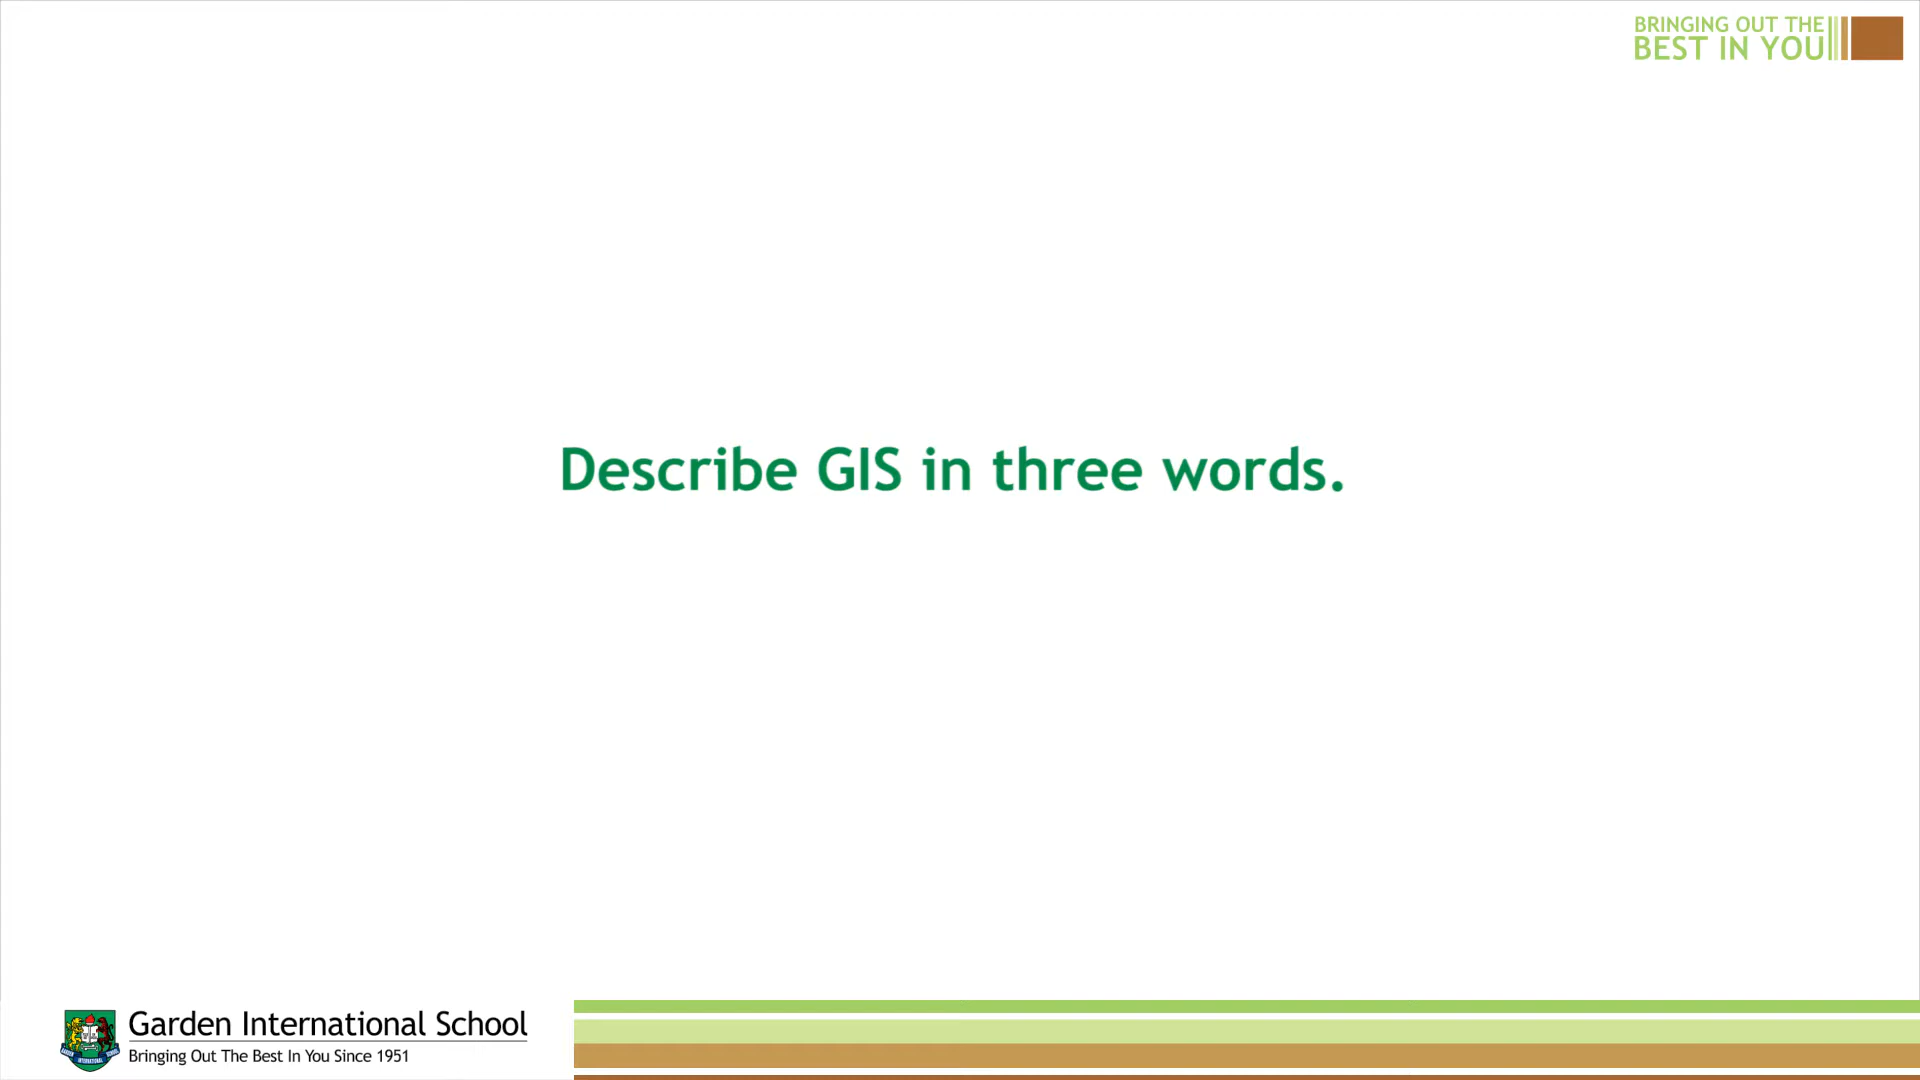 BRINGING OUT THE
BEST IN YOU
Describe GIS in three words.
Garden International School
Bringing Out The Best In You Since 1951